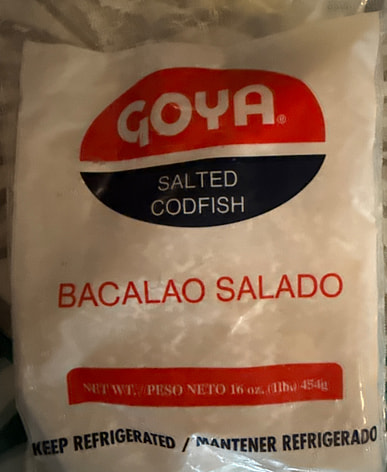 GOYA®
SALTED
CODFISH
BACALAO SALADO
NET WT. / PESO NETO 16 oz. (1lb.) 454g
KEEP REFRIGERATED / MANTENER REFRIGERADO